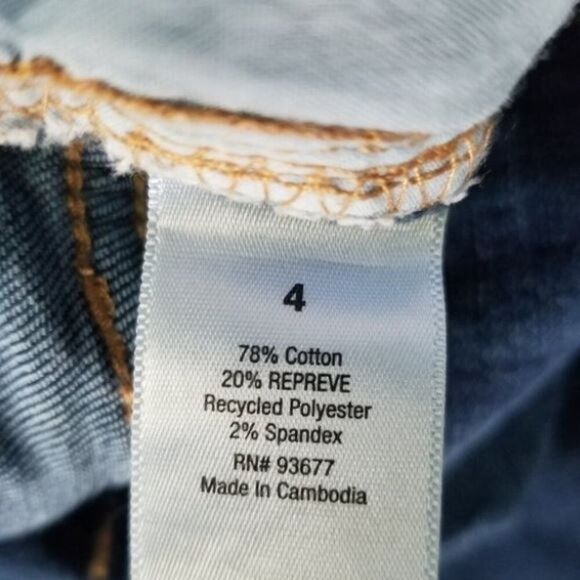 4
78% Cotton
20% REPREVE
Recycled Polyester
2% Spandex
RN# 93677
Made In Cambodia